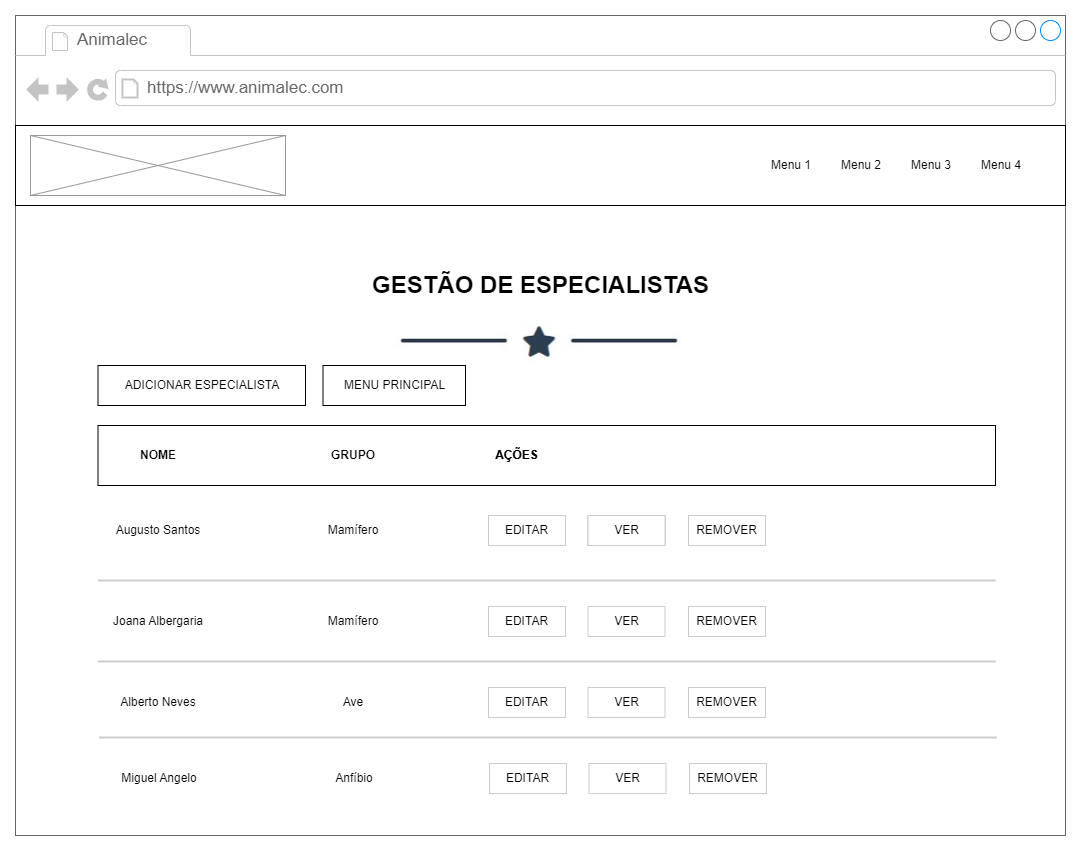 Animalec
https://www.animalec.com
Menu 1 Menu 2 Menu 3 Menu 4
GESTÃO DE ESPECIALISTAS
ADICIONAR ESPECIALISTA MENU PRINCIPAL
NOME GRUPO AÇÕES
Augusto Santos Mamífero EDITAR VER REMOVER
Joana Albergaria Mamífero EDITAR VER REMOVER
Alberto Neves Ave EDITAR VER REMOVER
Miguel Angelo Anfíbio EDITAR VER REMOVER